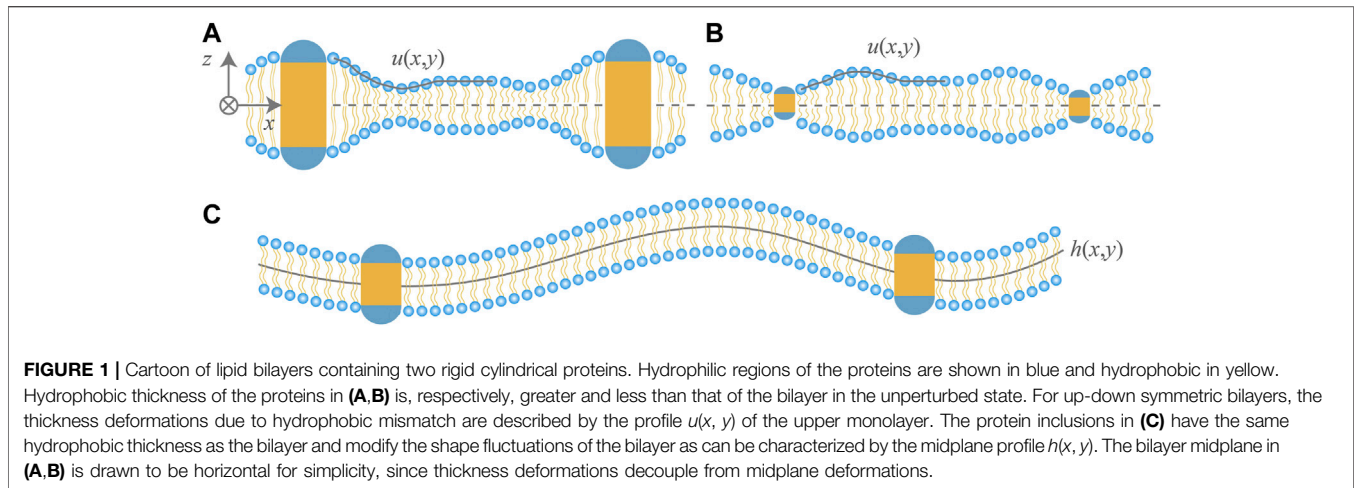 A
B
z
u(x,y)
u(x,y)
x
C
h(x,y)
FIGURE 1 | Cartoon of lipid bilayers containing two rigid cylindrical proteins. Hydrophilic regions of the proteins are shown in blue and hydrophobic in yellow.
Hydrophobic thickness of the proteins in (A,B) is, respectively, greater and less than that of the bilayer in the unperturbed state. For up-down symmetric bilayers, the
thickness deformations due to hydrophobic mismatch are described by the profile u(x, y) of the upper monolayer. The protein inclusions in (C) have the same
hydrophobic thickness as the bilayer and modify the shape fluctuations of the bilayer as can be characterized by the midplane profile h(x, y). The bilayer midplane in
(A,B) is drawn to be horizontal for simplicity, since thickness deformations decouple from midplane deformations.